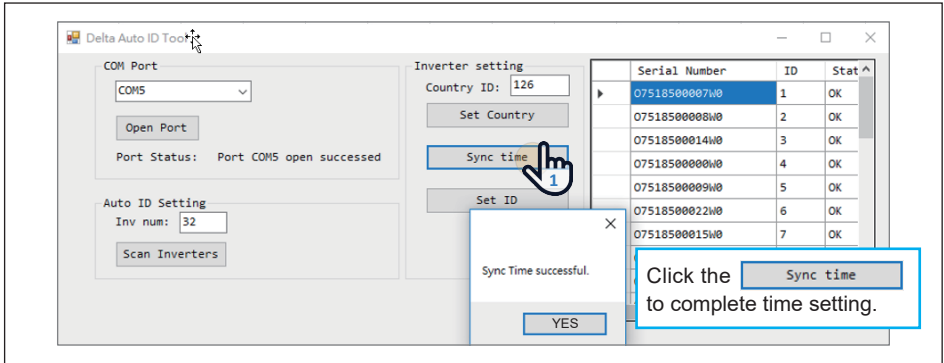 Delta Auto ID Tool
COM Port
COM5
Open Port
Port Status: Port COM5 open successed
Auto ID Setting
Inv num: 32
Scan Inverters
Inverter setting
Country ID: 126
Set Country
Sync time
1
Set ID
Serial Number ID Stat
O7518500007W0 1 OK
O7518500008W0 2 OK
O7518500014W0 3 OK
O7518500000W0 4 OK
O7518500009W0 5 OK
O7518500022W0 6 OK
O7518500015W0 7 OK
Sync Time successful.
YES
Click the Sync time
to complete time setting.